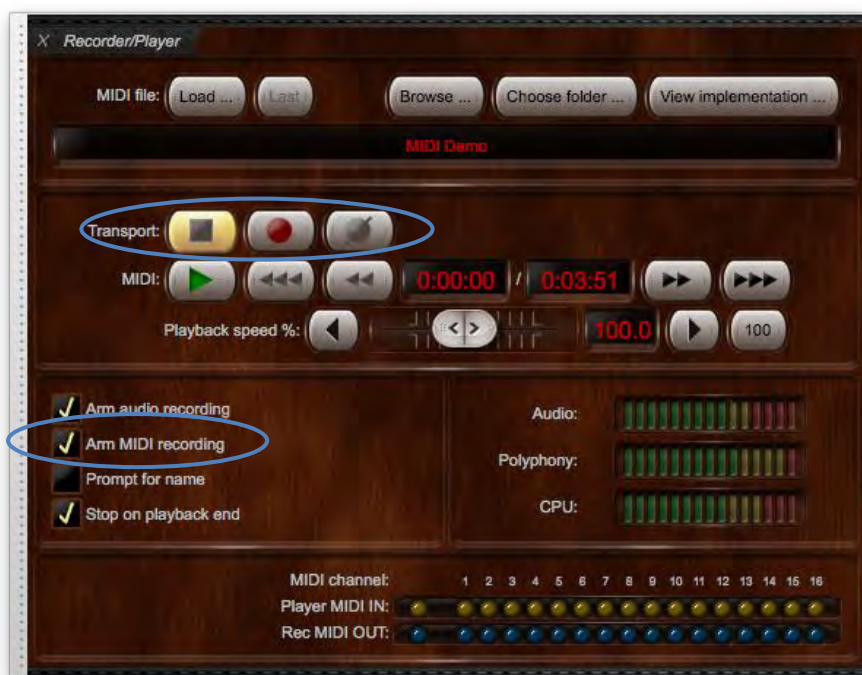 X Recorder/Player
MIDI file: Load ... Last Browse ... Choose folder ... View implementation ...
MIDI Demo
Transport:
MIDI: 0:00:00 / 0:03:51
Playback speed %: < > 100.0 100
Arm audio recording
Arm MIDI recording
Prompt for name
Stop on playback end
Audio:
Polyphony:
CPU:
MIDI channel: 1 2 3 4 5 6 7 8 9 10 11 12 13 14 15 16
Player MIDI IN:
Rec MIDI OUT: